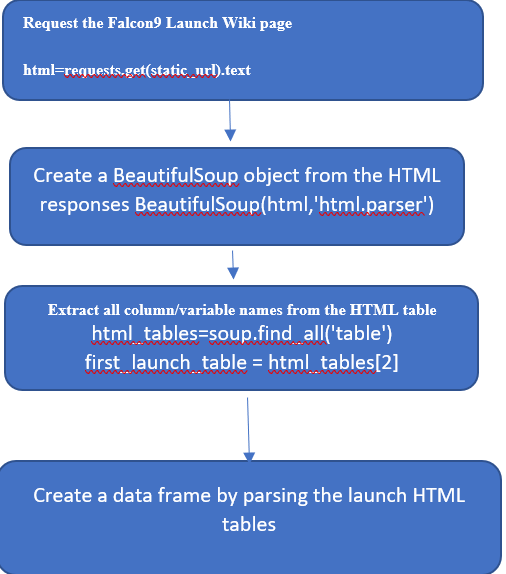 Request the Falcon9 Launch Wiki page
html=requests.get(static_url).text
Create a BeautifulSoup object from the HTML
responses BeautifulSoup(html,'html.parser')
Extract all column/variable names from the HTML table
html_tables=soup.find_all('table')
first_launch_table = html_tables[2]
Create a data frame by parsing the launch HTML
tables